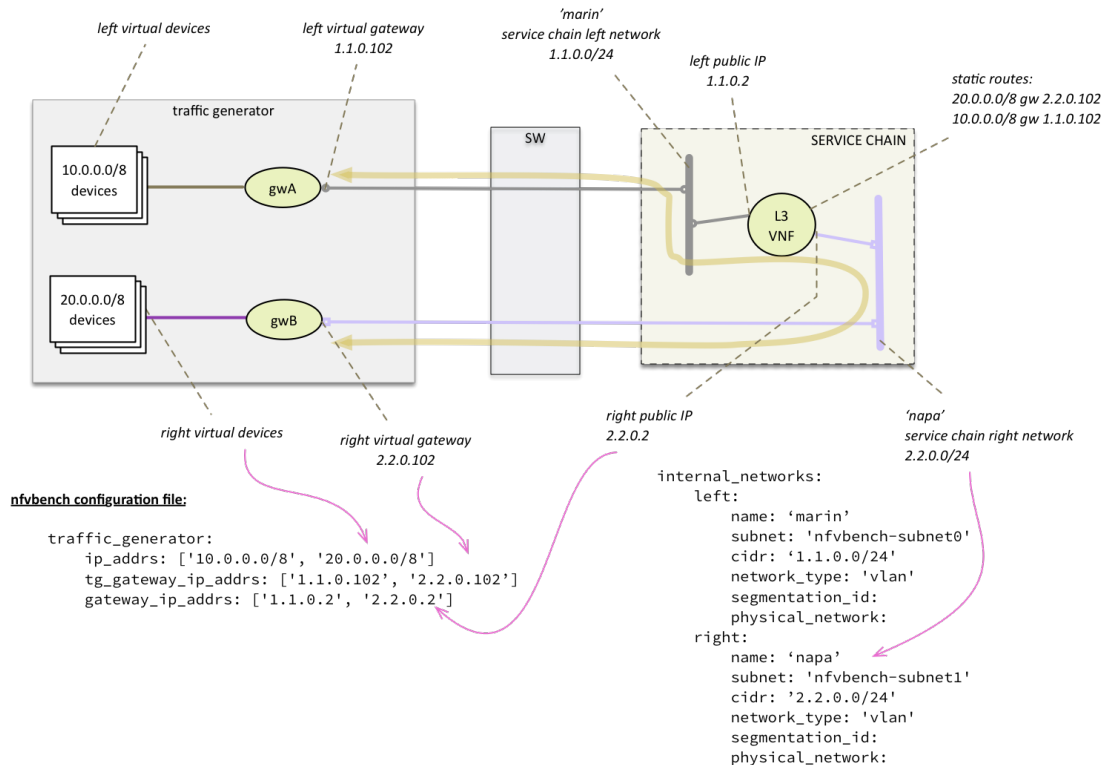 left virtual devices
left virtual gateway
1.1.0.102
’marin’
service chain left network
1.1.0.0/24
left public IP
1.1.0.2
static routes:
20.0.0.0/8 gw 2.2.0.102
10.0.0.0/8 gw 1.1.0.102
traffic generator
SW
SERVICE CHAIN
10.0.0.0/8
devices
gwA
L3
VNF
20.0.0.0/8
devices
gwB
right virtual devices
right virtual gateway
2.2.0.102
right public IP
2.2.0.2
‘napa’
service chain right network
2.2.0.0/24
nfvbench configuration file:
traffic_generator:
ip_addrs: ['10.0.0.0/8', '20.0.0.0/8']
tg_gateway_ip_addrs: ['1.1.0.102', '2.2.0.102']
gateway_ip_addrs: ['1.1.0.2', '2.2.0.2']
internal_networks:
left:
name: ‘marin’
subnet: 'nfvbench-subnet0'
cidr: ‘1.1.0.0/24'
network_type: 'vlan'
segmentation_id:
physical_network:
right:
name: ‘napa’
subnet: 'nfvbench-subnet1'
cidr: ’2.2.0.0/24'
network_type: 'vlan'
segmentation_id:
physical_network: